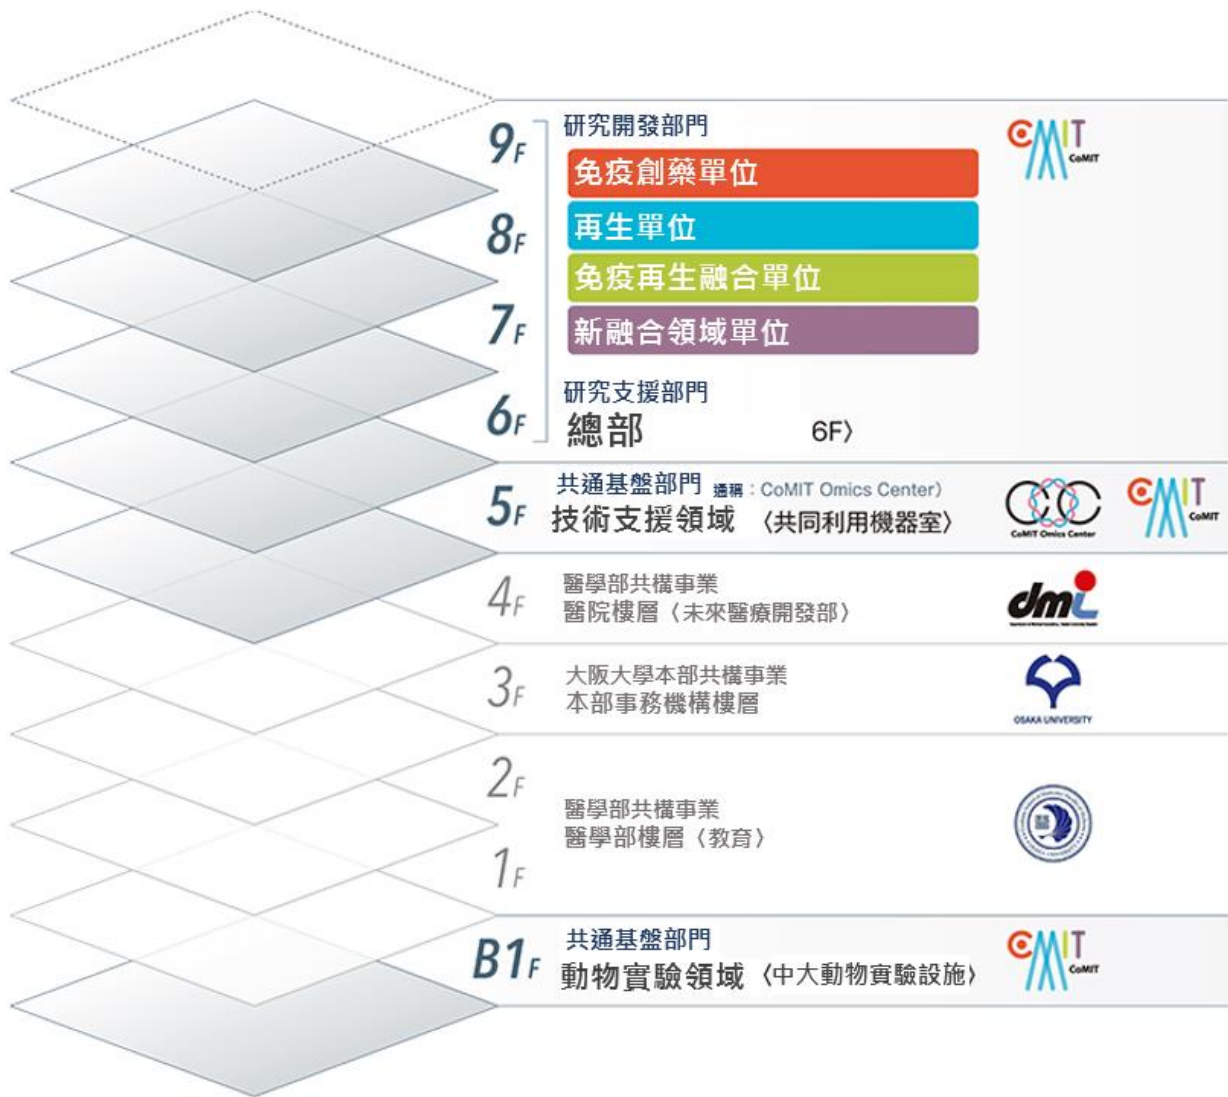 9F
研究開發部門
CMIT
CoMIT
免疫創藥單位
8F
再生單位
免疫再生融合單位
7F
新融合領域單位
6F
研究支援部門
總部 6F〉
5F
共通基盤部門 通稱：CoMIT Omics Center）
技術支援領域 〈共同利用機器室〉
CoMIT Omics Center
CMIT
CoMIT
4F
醫學部共構事業
醫院樓層〈未來醫療開發部〉
dmi
3F
大阪大學本部共構事業
本部事務機構樓層
OSAKA UNIVERSITY
2F
醫學部共構事業
醫學部樓層〈教育〉
1F
B1F
共通基盤部門
動物實驗領域 〈中大動物實驗設施〉
CMIT
CoMIT